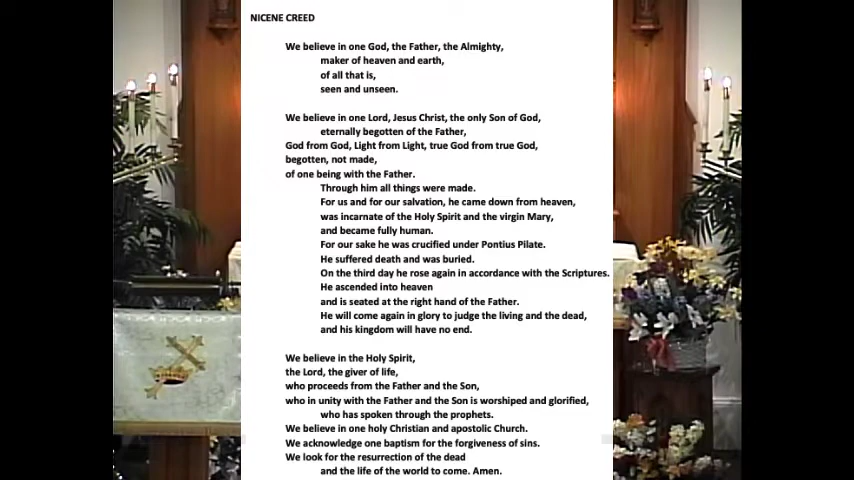 NICENE CREED
We believe in one God, the Father, the Almighty,
maker of heaven and earth,
of all that is,
seen and unseen.
We believe in one Lord, Jesus Christ, the only Son of God,
eternally begotten of the Father,
God from God, Light from Light, true God from true God,
begotten, not made,
of one being with the Father.
Through him all things were made.
For us and for our salvation, he came down from heaven,
was incarnate of the Holy Spirit and the virgin Mary,
and became fully human.
For our sake he was crucified under Pontius Pilate.
He suffered death and was buried.
On the third day he rose again in accordance with the Scriptures.
He ascended into heaven
and is seated at the right hand of the Father.
He will come again in glory to judge the living and the dead,
and his kingdom will have no end.
We believe in the Holy Spirit,
the Lord, the giver of life,
who proceeds from the Father and the Son,
who in unity with the Father and the Son is worshiped and glorified,
who has spoken through the prophets.
We believe in one holy Christian and apostolic Church.
We acknowledge one baptism for the forgiveness of sins.
We look for the resurrection of the dead
and the life of the world to come. Amen.